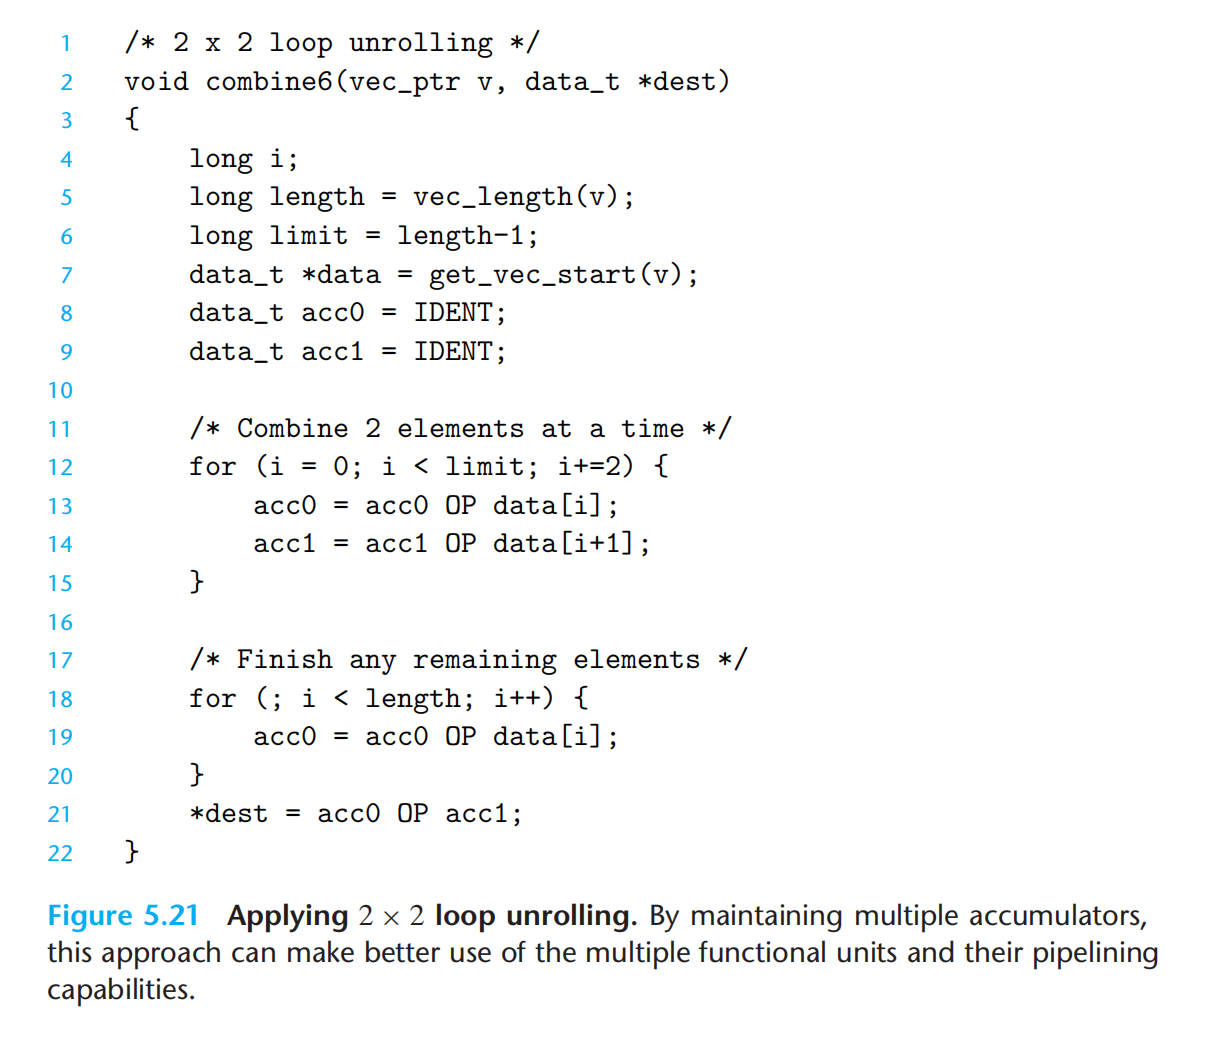 1 /* 2 x 2 loop unrolling */
2 void combine6(vec_ptr v, data_t *dest)
3 {
4 long i;
5 long length = vec_length(v);
6 long limit = length-1;
7 data_t *data = get_vec_start(v);
8 data_t acc0 = IDENT;
9 data_t acc1 = IDENT;
10
11 /* Combine 2 elements at a time */
12 for (i = 0; i < limit; i+=2) {
13 acc0 = acc0 OP data[i];
14 acc1 = acc1 OP data[i+1];
15 }
16
17 /* Finish any remaining elements */
18 for (; i < length; i++) {
19 acc0 = acc0 OP data[i];
20 }
21 *dest = acc0 OP acc1;
22 }
Figure 5.21 Applying 2 × 2 loop unrolling. By maintaining multiple accumulators,
this approach can make better use of the multiple functional units and their pipelining
capabilities.